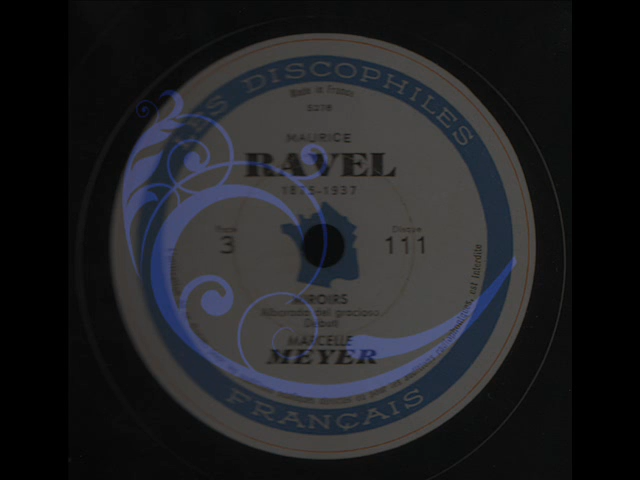 LES DISCOPHILES
Made in France
MAURICE
RAVEL
1875-1937
Face
3
Disque
111
MIROIRS
Alborada del gracioso
(Début)
MARCELLE
MEYER
est interdite
FRANÇAIS